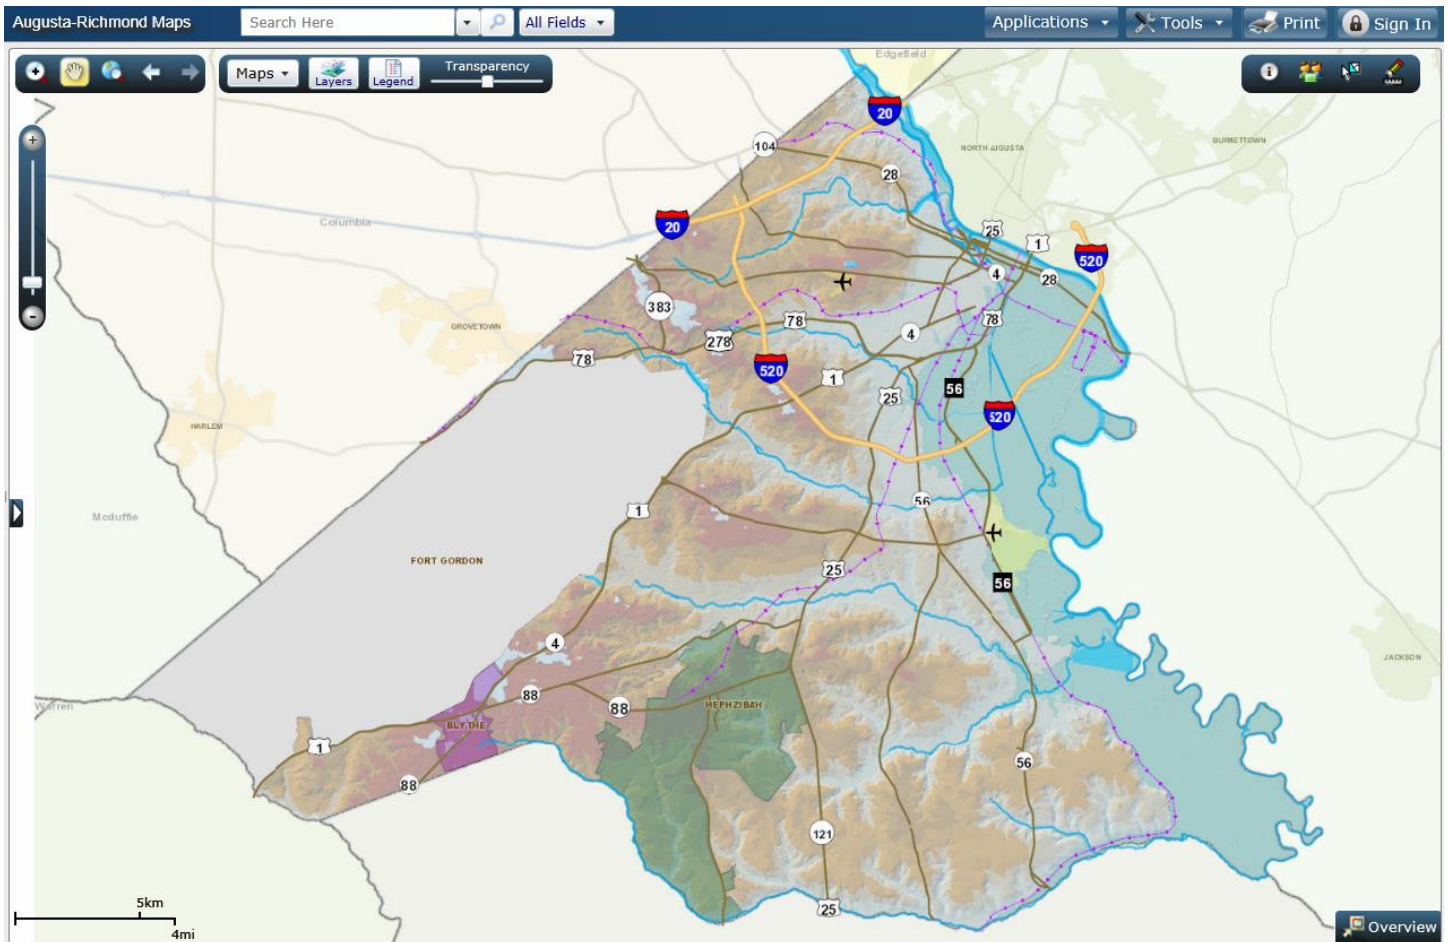 Augusta-Richmond Maps
Search Here
All Fields
Applications
Tools
Print
Sign In
Maps
Layers
Legend
Transparency
Edgefield
20
104
NORTH AUGUSTA
BURNETTOWN
28
Columbia
20
25
1
520
4
28
383
GROVETOWN
78
278
78
4
78
520
1
25
56
520
HARLEM
Mcduffie
1
56
FORT GORDON
25
56
4
JACKSON
Warren
88
88
HEPHZIBAH
BLYTHE
1
88
56
121
25
5km
4mi
Overview